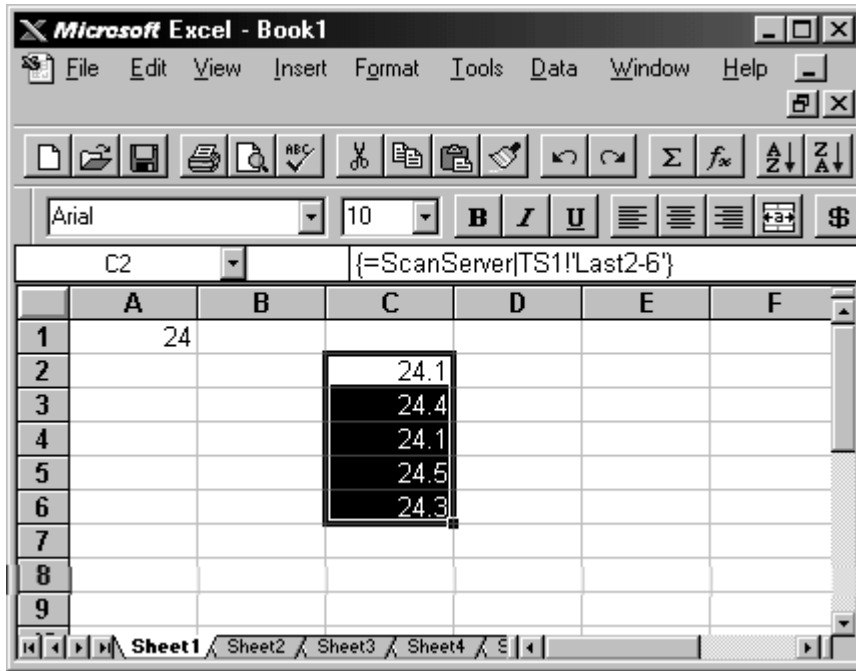 Microsoft Excel - Book1
File Edit View Insert Format Tools Data Window Help
ABC Σ fx A Z Z A
Arial 10 B I U a $
C2 {=ScanServer|TS1!'Last2-6'}
A B C D E F
1 24
2 24.1
3 24.4
4 24.1
5 24.5
6 24.3
7
8
9
Sheet1 Sheet2 Sheet3 Sheet4 S